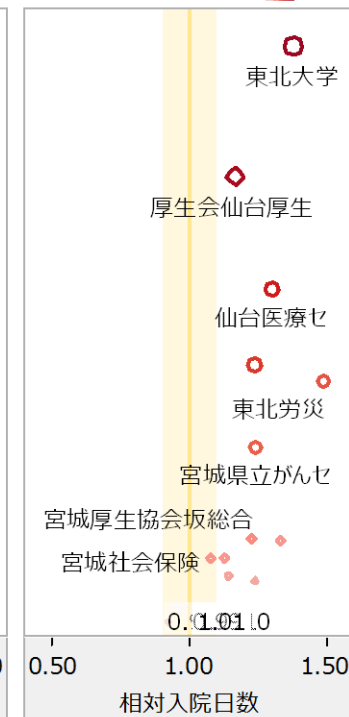 東北大学
厚生会仙台厚生
仙台医療セ
東北労災
宮城県立がんセ
宮城厚生協会坂総合
宮城社会保険
1.01
0.50 1.00 1.50
相対入院日数